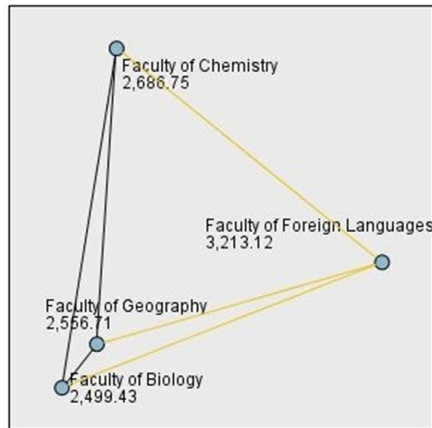 Faculty of Chemistry
2,686.75
Faculty of Foreign Languages
3,213.12
Faculty of Geography
2,556.71
Faculty of Biology
2,499.43